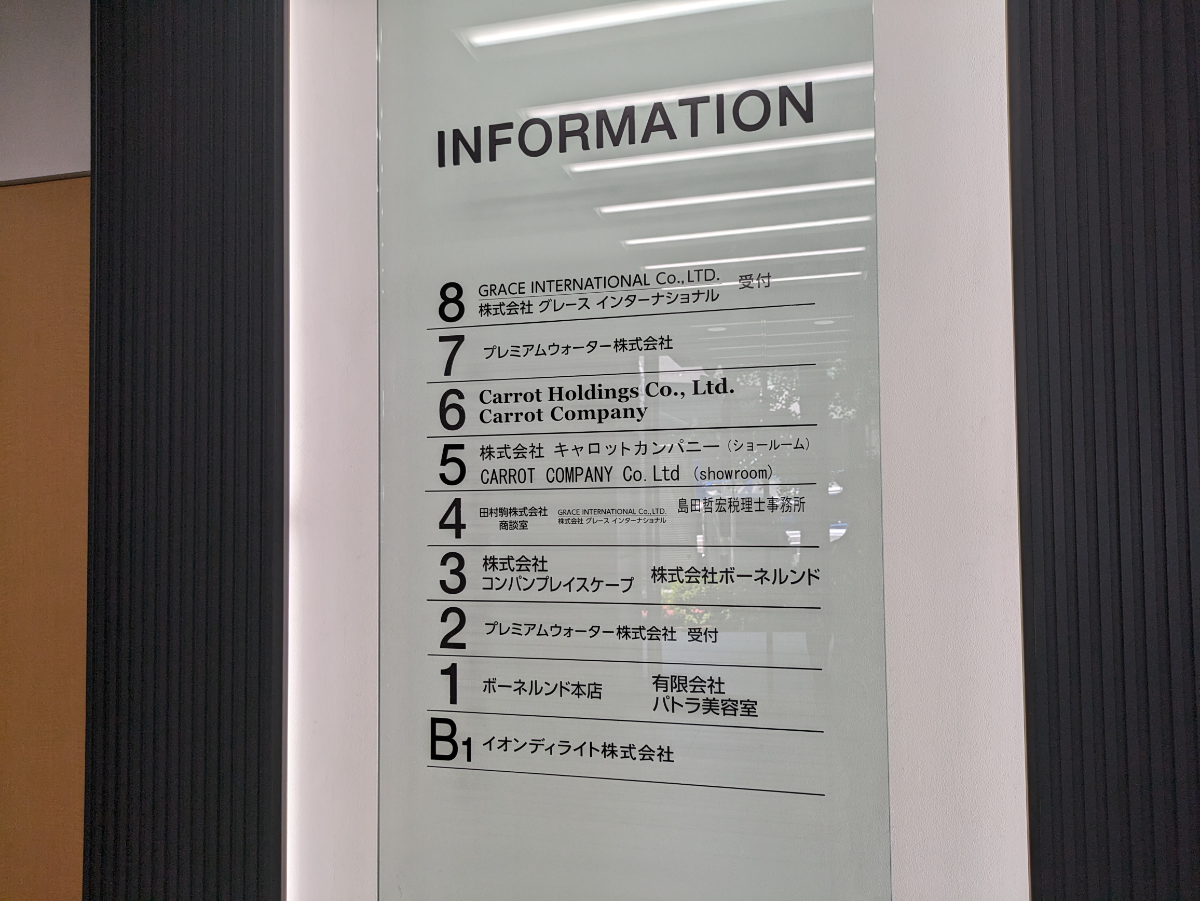 INFORMATION
8 GRACE INTERNATIONAL Co.,LTD. 受付
株式会社 グレース インターナショナル
7 プレミアムウォーター株式会社
6 Carrot Holdings Co., Ltd.
Carrot Company
5 株式会社 キャロットカンパニー (ショールーム)
CARROT COMPANY Co.Ltd (showroom)
4 田村駒株式会社
商談室
GRACE INTERNATIONAL Co.,LTD.
株式会社 グレース インターナショナル
島田哲宏税理士事務所
3 株式会社
コンパンプレイスケープ
株式会社ボーネルンド
2 プレミアムウォーター株式会社 受付
1 ボーネルンド本店
有限会社
パトラ美容室
B1 イオンディライト株式会社